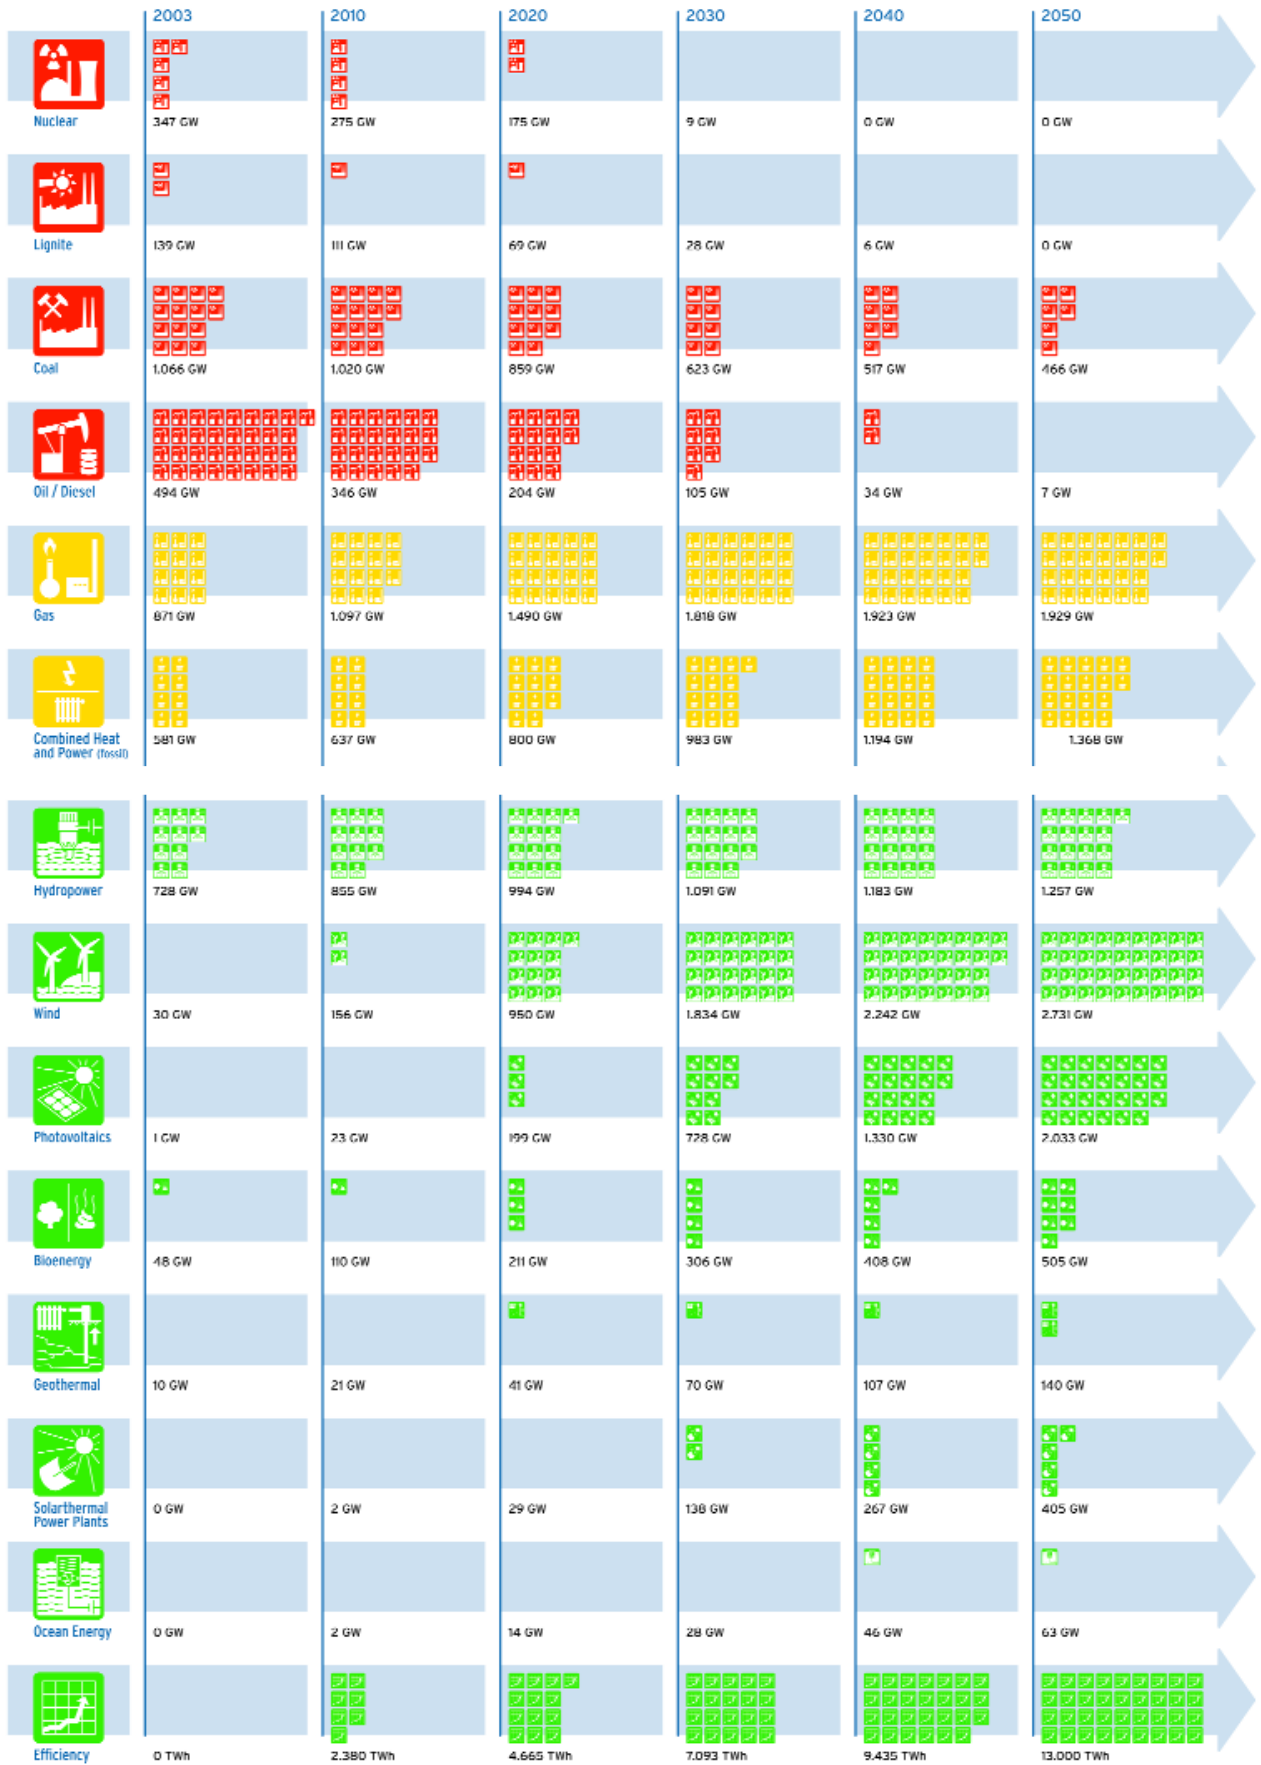 2003 2010 2020 2030 2040 2050
Nuclear 347 GW 275 GW 175 GW 9 GW 0 GW 0 GW
Lignite 139 GW 111 GW 69 GW 28 GW 6 GW 0 GW
Coal 1.066 GW 1.020 GW 859 GW 623 GW 517 GW 466 GW
Oil / Diesel 494 GW 346 GW 204 GW 105 GW 34 GW 7 GW
Gas 871 GW 1.097 GW 1.490 GW 1.818 GW 1.923 GW 1.929 GW
Combined Heat 581 GW 637 GW 800 GW 983 GW 1.194 GW 1.368 GW
and Power (fossil)
Hydropower 728 GW 855 GW 994 GW 1.091 GW 1.183 GW 1.257 GW
Wind 30 GW 156 GW 950 GW 1.834 GW 2.242 GW 2.731 GW
Photovoltaics 1 GW 23 GW 199 GW 728 GW 1.330 GW 2.033 GW
Bioenergy 48 GW 110 GW 211 GW 306 GW 408 GW 505 GW
Geothermal 10 GW 21 GW 41 GW 70 GW 107 GW 140 GW
Solarthermal 0 GW 2 GW 29 GW 138 GW 267 GW 405 GW
Power Plants
Ocean Energy 0 GW 2 GW 14 GW 28 GW 46 GW 63 GW
Efficiency 0 TWh 2.380 TWh 4.665 TWh 7.093 TWh 9.435 TWh 13.000 TWh